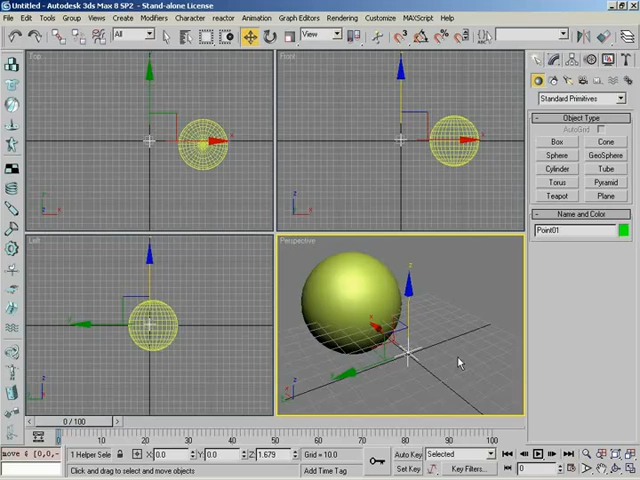 Untitled - Autodesk 3ds Max 8 SP2 - Stand-alone License
File Edit Tools Group Views Create Modifiers Character reactor Animation Graph Editors Rendering Customize MAXScript Help
All View
Top
Front
Left
Perspective
Standard Primitives
- Object Type
AutoGrid
Box Cone
Sphere GeoSphere
Cylinder Tube
Torus Pyramid
Teapot Plane
- Name and Color
Point01
0 / 100
0 10 20 30 40 50 60 70 80 90 100
move $ [0,0,- 1 Helper Sele X: 0.0 Y: 0.0 Z: 1.679 Grid = 10.0 Auto Key Selected
Click and drag to select and move objects Add Time Tag Set Key Key Filters... 0